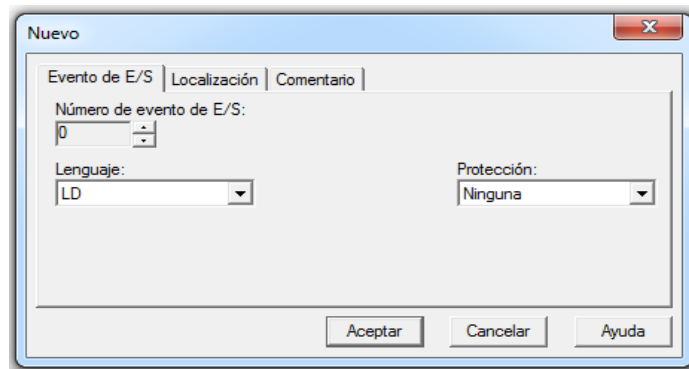 Nuevo
Evento de E/S Localización Comentario
Número de evento de E/S:
0
Lenguaje: Protección:
LD Ninguna
Aceptar Cancelar Ayuda